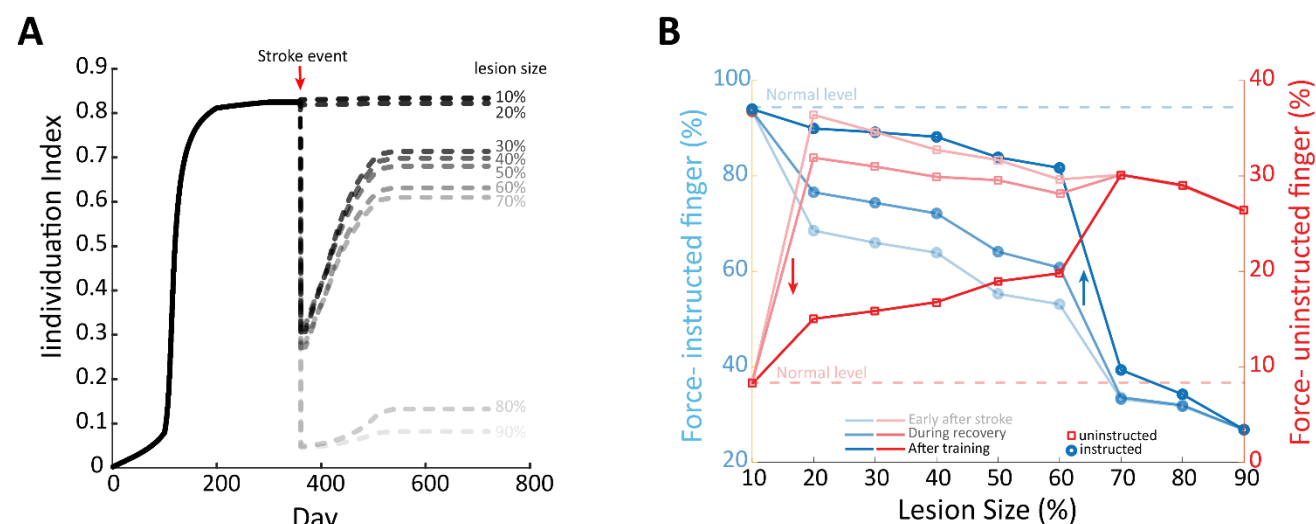 A
Stroke event
lesion size
0.9
0.8
0.7
0.6
0.5
0.4
0.3
0.2
0.1
0
Iindividuation Index
10%
20%
30%
40%
50%
60%
70%
80%
90%
0
200
400
600
800
Day
B
100
80
60
40
20
Force- instructed finger (%)
Normal level
Normal level
40
30
20
10
0
Force- uninstructed finger (%)
Early after stroke
During recovery
After training
uninstructed
instructed
10
20
30
40
50
60
70
80
90
Lesion Size (%)